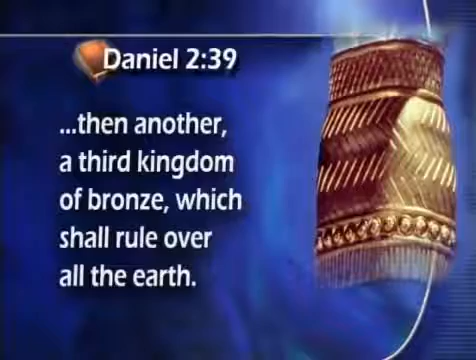 Daniel 2:39
...then another,
a third kingdom
of bronze, which
shall rule over
all the earth.